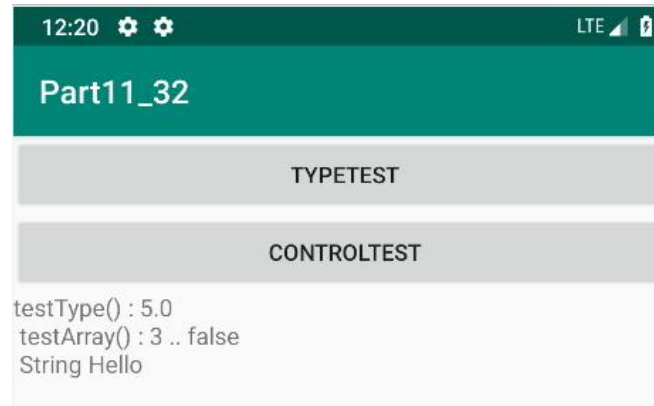 12:20 LTE
Part11_32
TYPETEST
CONTROLTEST
testType() : 5.0
testArray() : 3 .. false
String Hello